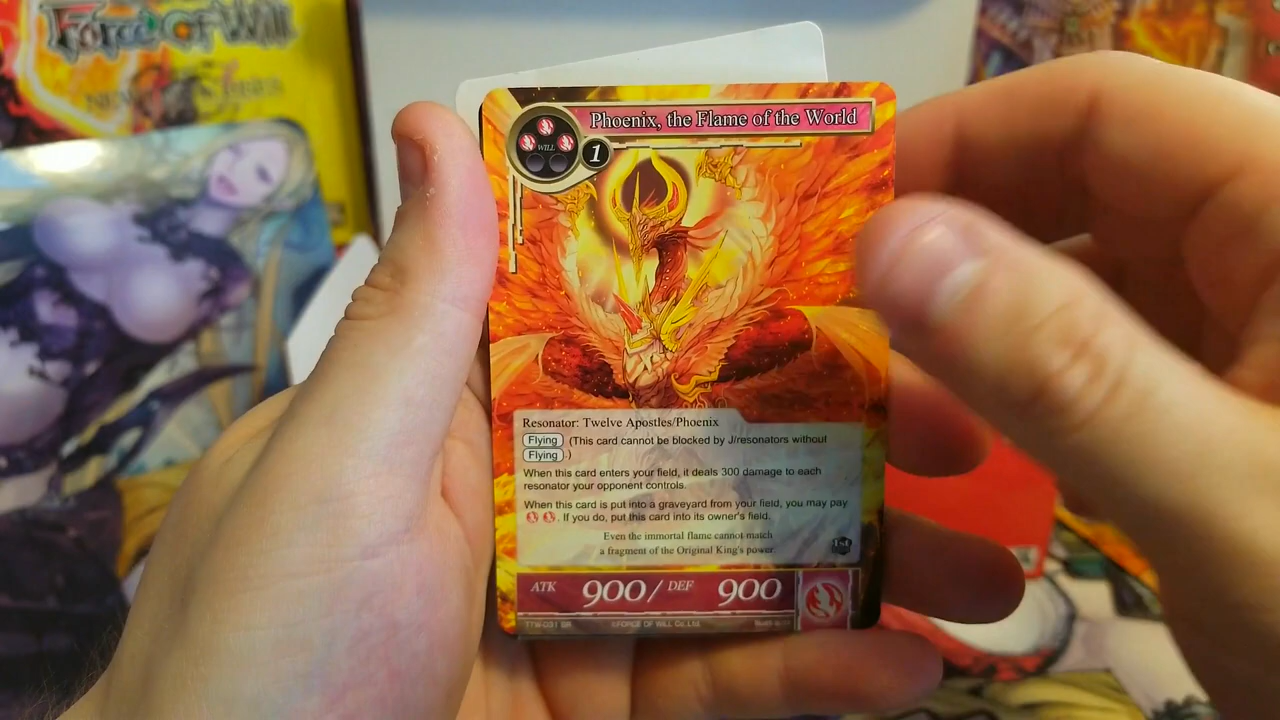 Force OF Will
NEW
Phoenix, the Flame of the World
WILL
1
Resonator: Twelve Apostles/Phoenix
Flying (This card cannot be blocked by J/resonators without
Flying.)
When this card enters your field, it deals 300 damage to each
resonator your opponent controls.
When this card is put into a graveyard from your field, you may pay
. If you do, put this card into its owner's field.
Even the immortal flame cannot match
a fragment of the Original King's power.
ATK 900/ DEF 900
TTW-031 SR ©FORCE OF WILL Co.,Ltd.